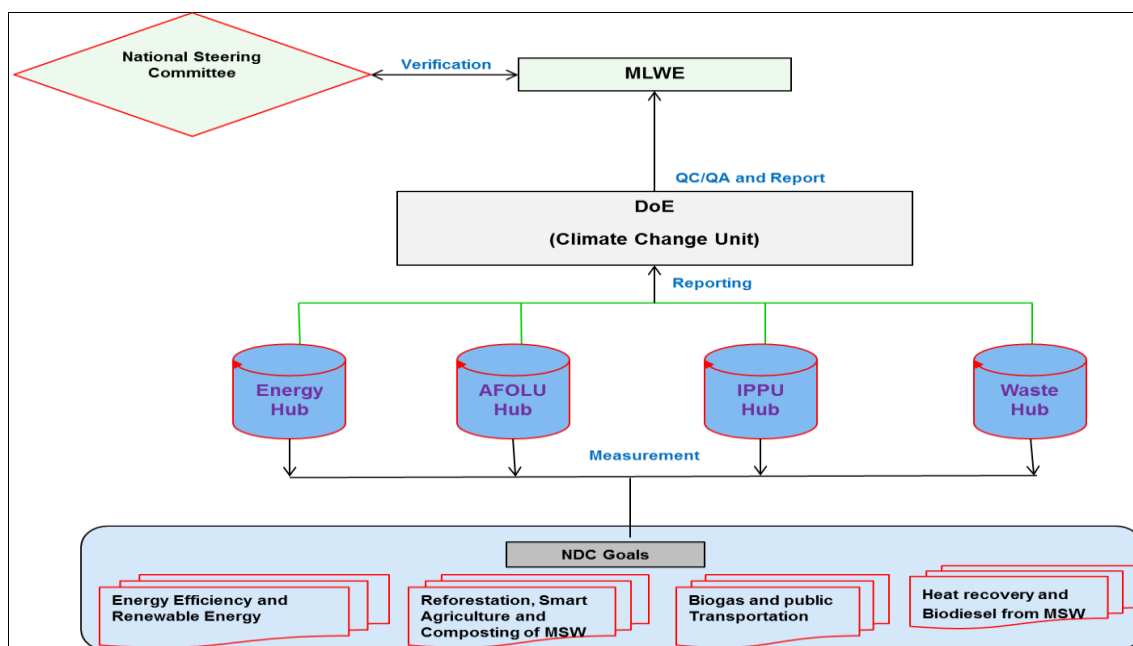 National Steering
Committee
Verification
MLWE
QC/QA and Report
DoE
(Climate Change Unit)
Reporting
Energy
Hub
AFOLU
Hub
IPPU
Hub
Waste
Hub
Measurement
NDC Goals
Energy Efficiency and
Renewable Energy
Reforestation, Smart
Agriculture and
Composting of MSW
Biogas and public
Transportation
Heat recovery and
Biodiesel from MSW